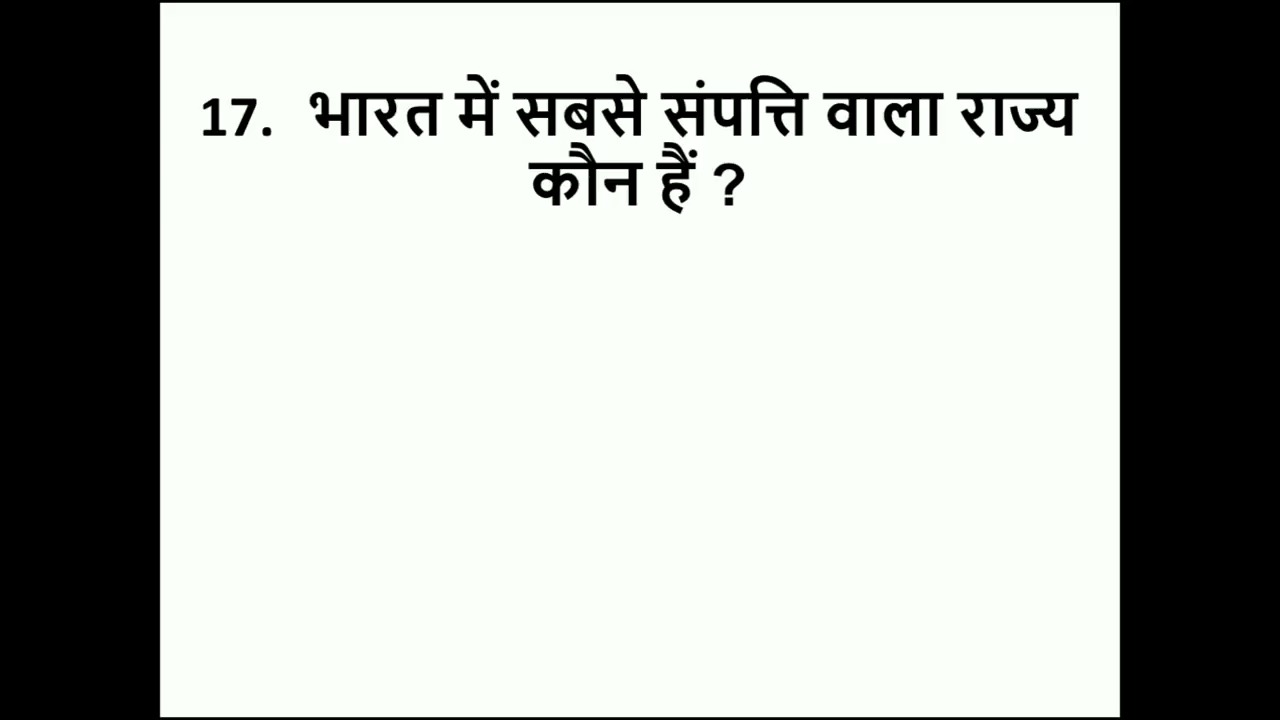 17. भारत में सबसे संपत्ति वाला राज्य
कौन हैं ?